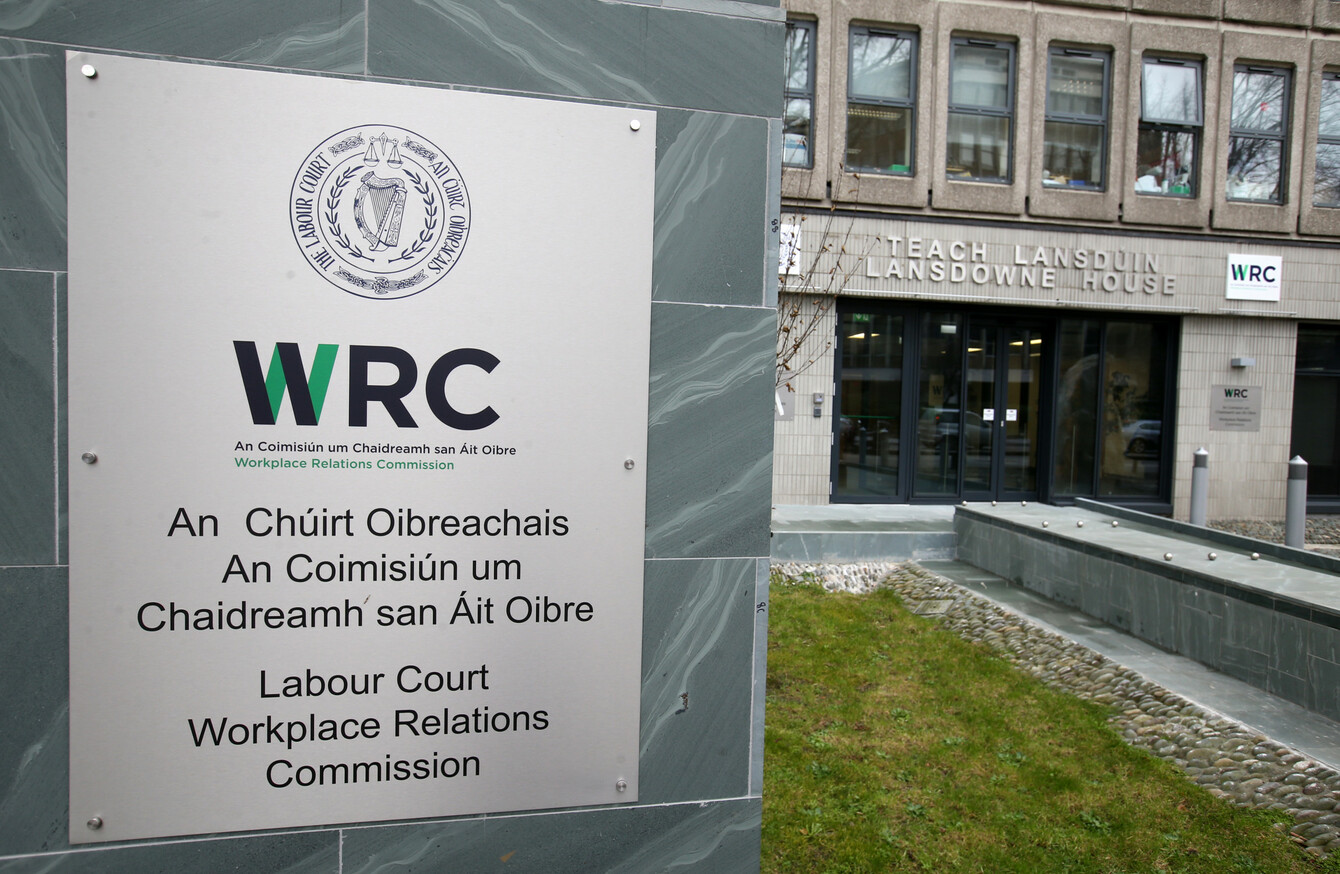 THE LABOUR COURT
AN CHÚIRT OIBREACHAIS
WRC
An Coimisiún um Chaidreamh san Áit Oibre
Workplace Relations Commission
An Chúirt Oibreachais
An Coimisiún um
Chaidreamh san Áit Oibre
Labour Court
Workplace Relations
Commission
TEACH LANSDUIN
LANSDOWNE HOUSE
WRC
WRC